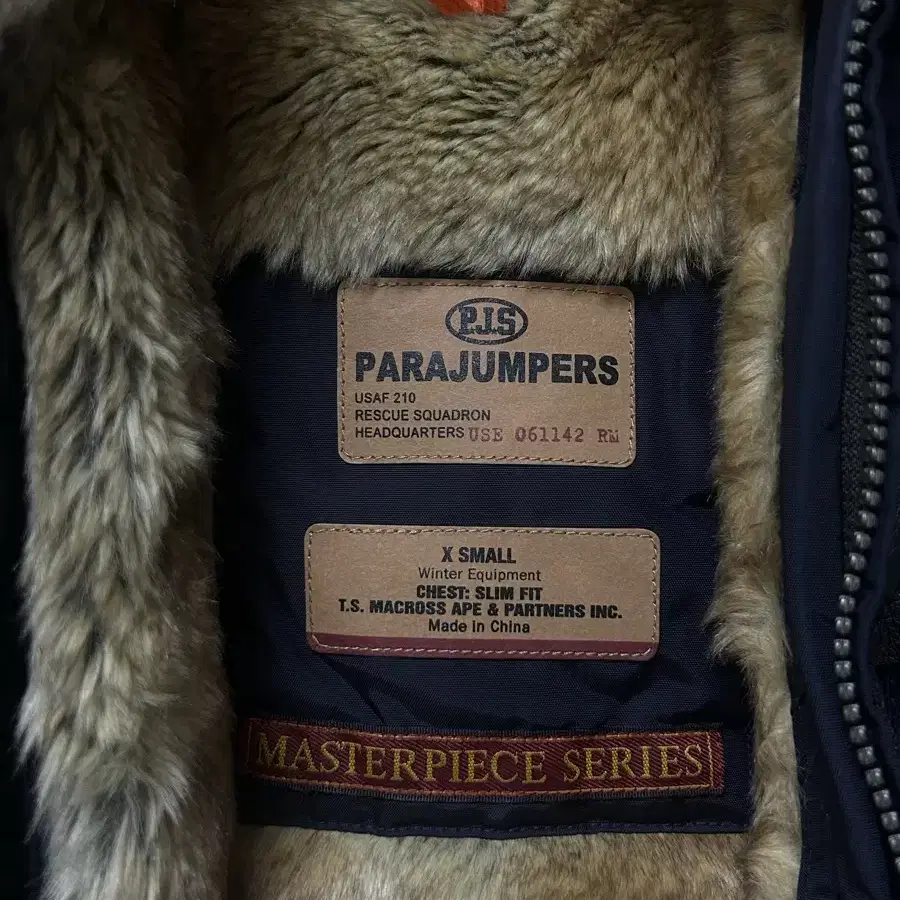 P.J.S
PARAJUMPERS
USAF 210
RESCUE SQUADRON
HEADQUARTERS USE 061142 RM
X SMALL
Winter Equipment
CHEST: SLIM FIT
T.S. MACROSS APE & PARTNERS INC.
Made in China
MASTERPIECE SERIES